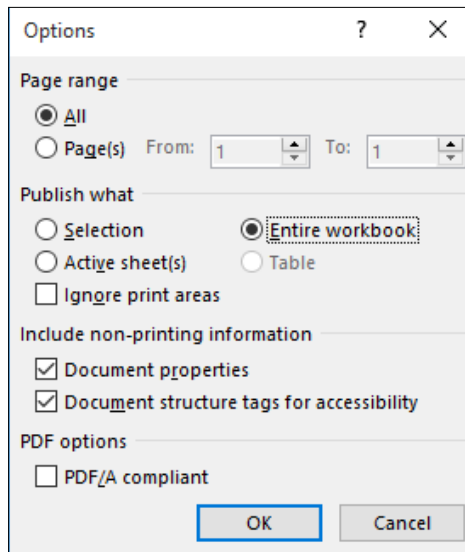 Options ?
Page range
All
Page(s) From: 1 To: 1
Publish what
Selection Entire workbook
Active sheet(s) Table
Ignore print areas
Include non-printing information
Document properties
Document structure tags for accessibility
PDF options
PDF/A compliant
OK Cancel